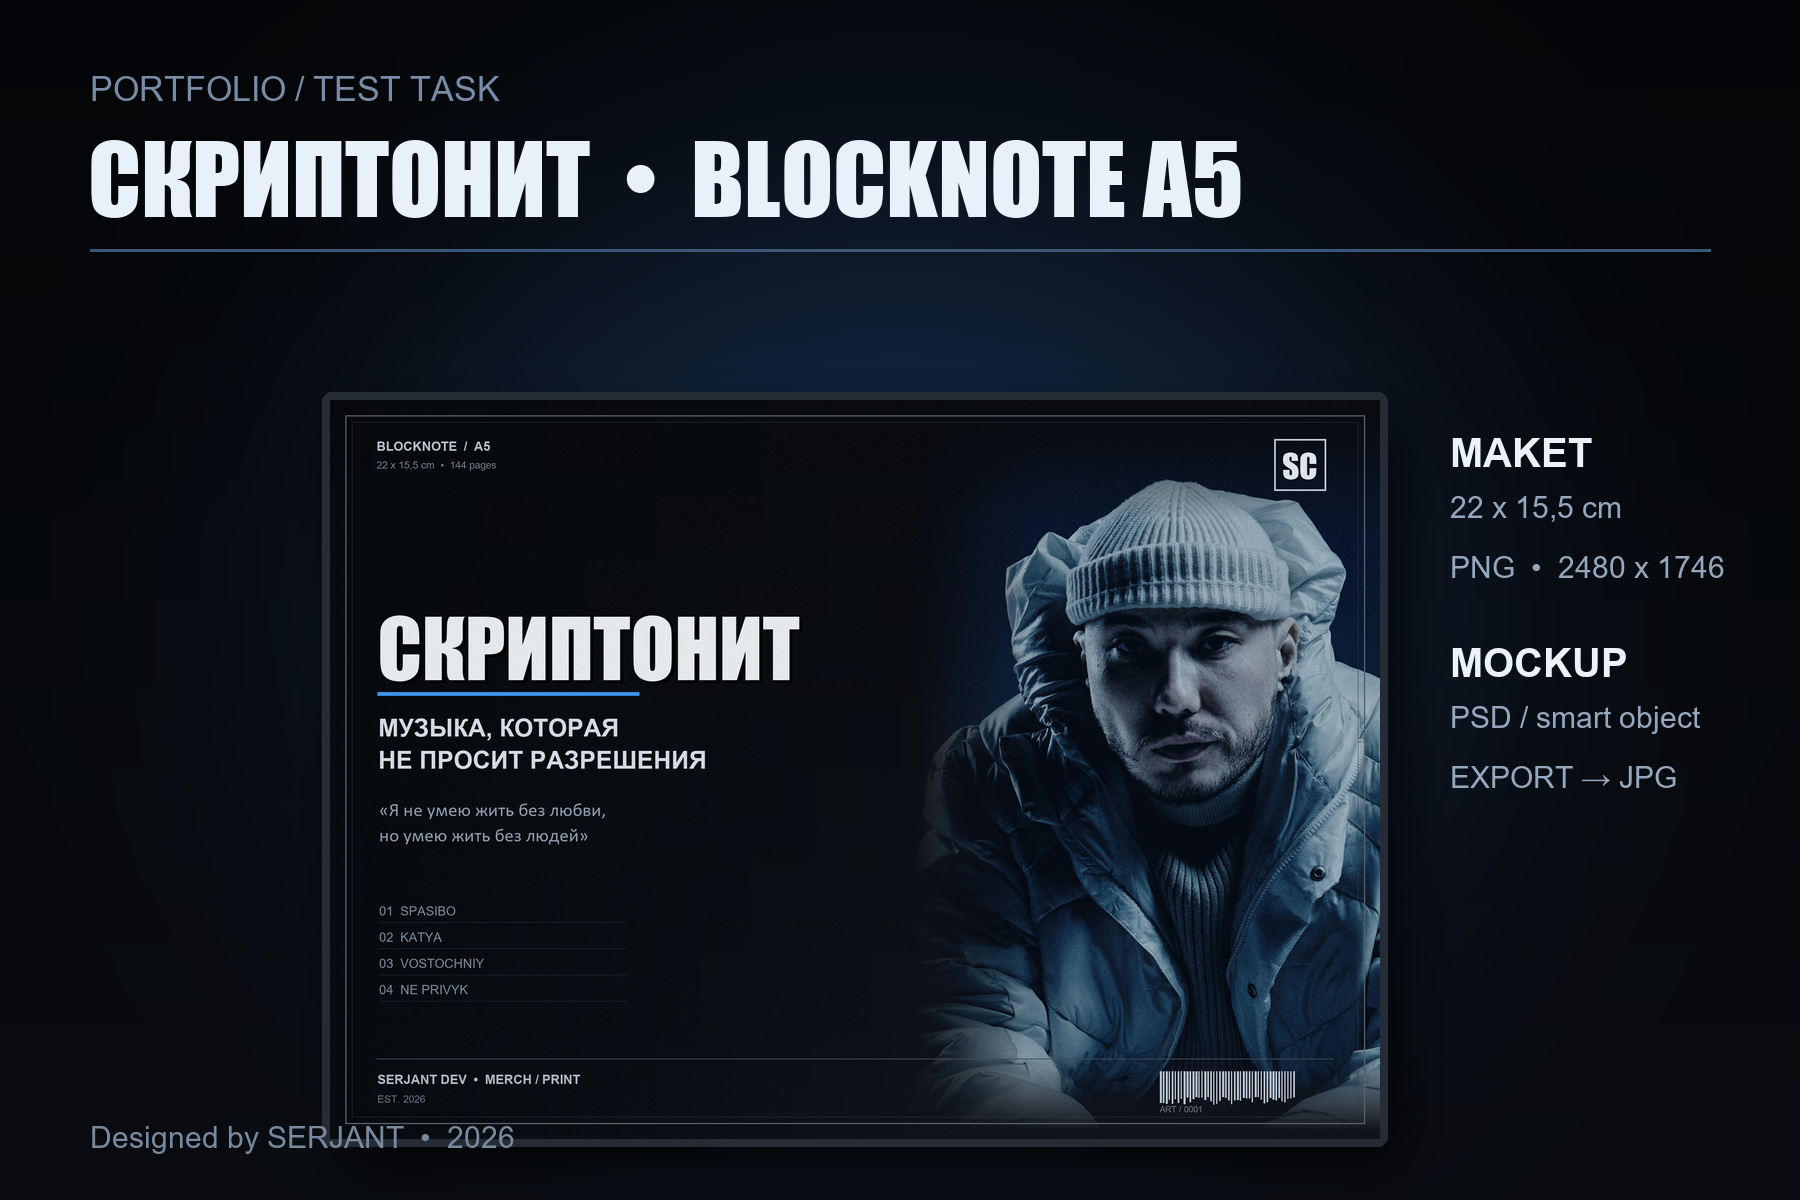 PORTFOLIO / TEST TASK
СКРИПТОНИТ • BLOCKNOTE A5
BLOCKNOTE / A5
22 x 15,5 cm • 144 pages
SC
СКРИПТОНИТ
МУЗЫКА, КОТОРАЯ
НЕ ПРОСИТ РАЗРЕШЕНИЯ
«Я не умею жить без любви,
но умею жить без людей»
01 SPASIBO
02 KATYA
03 VOSTOCHNIY
04 NE PRIVYK
SERJANT DEV • MERCH / PRINT
EST. 2026
ART / 0001
MAKET
22 x 15,5 cm
PNG • 2480 x 1746
MOCKUP
PSD / smart object
EXPORT → JPG
Designed by SERJANT • 2026